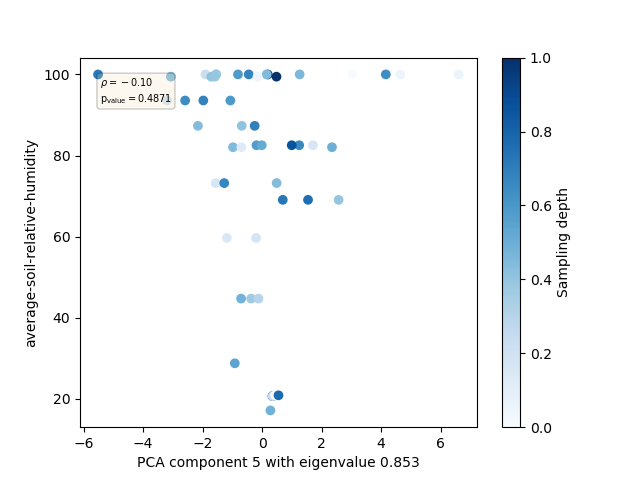 100
80
60
40
20
average-soil-relative-humidity
ρ = −0.10
p_value = 0.4871
−6 −4 −2 0 2 4 6
PCA component 5 with eigenvalue 0.853
1.0
0.8
0.6
0.4
0.2
0.0
Sampling depth